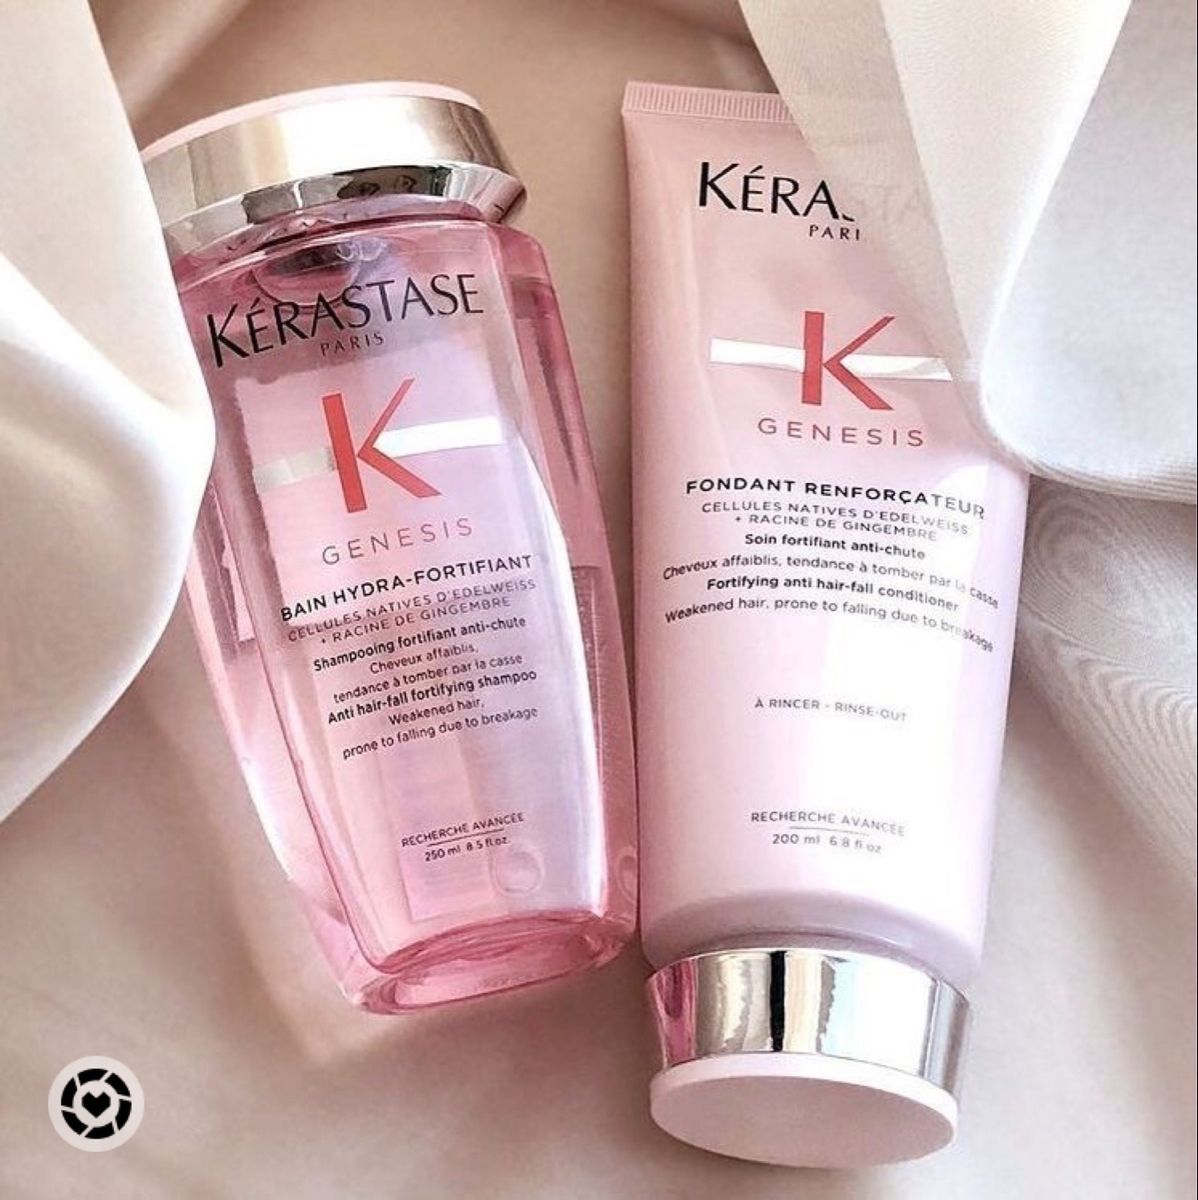 KÉRASTASE
PARIS
K
GENESIS
BAIN HYDRA-FORTIFIANT
CELLULES NATIVES D'EDELWEISS
+ RACINE DE GINGEMBRE
Shampooing fortifiant anti-chute
Cheveux affaiblis,
tendance à tomber par la casse
Anti hair-fall fortifying shampoo
Weakened hair,
prone to falling due to breakage
RECHERCHE AVANCÉE
250 ml 8.5 fl.oz.
KÉRASTA
PARI
K
GENESIS
FONDANT RENFORÇATEUR
CELLULES NATIVES D'EDELWEISS
+ RACINE DE GINGEMBRE
Soin fortifiant anti-chute
Cheveux affaiblis, tendance à tomber par la casse
Fortifying anti hair-fall conditioner
Weakened hair, prone to falling due to breakage
À RINCER - RINSE-OUT
RECHERCHE AVANCÉE
200 ml 6.8 fl oz